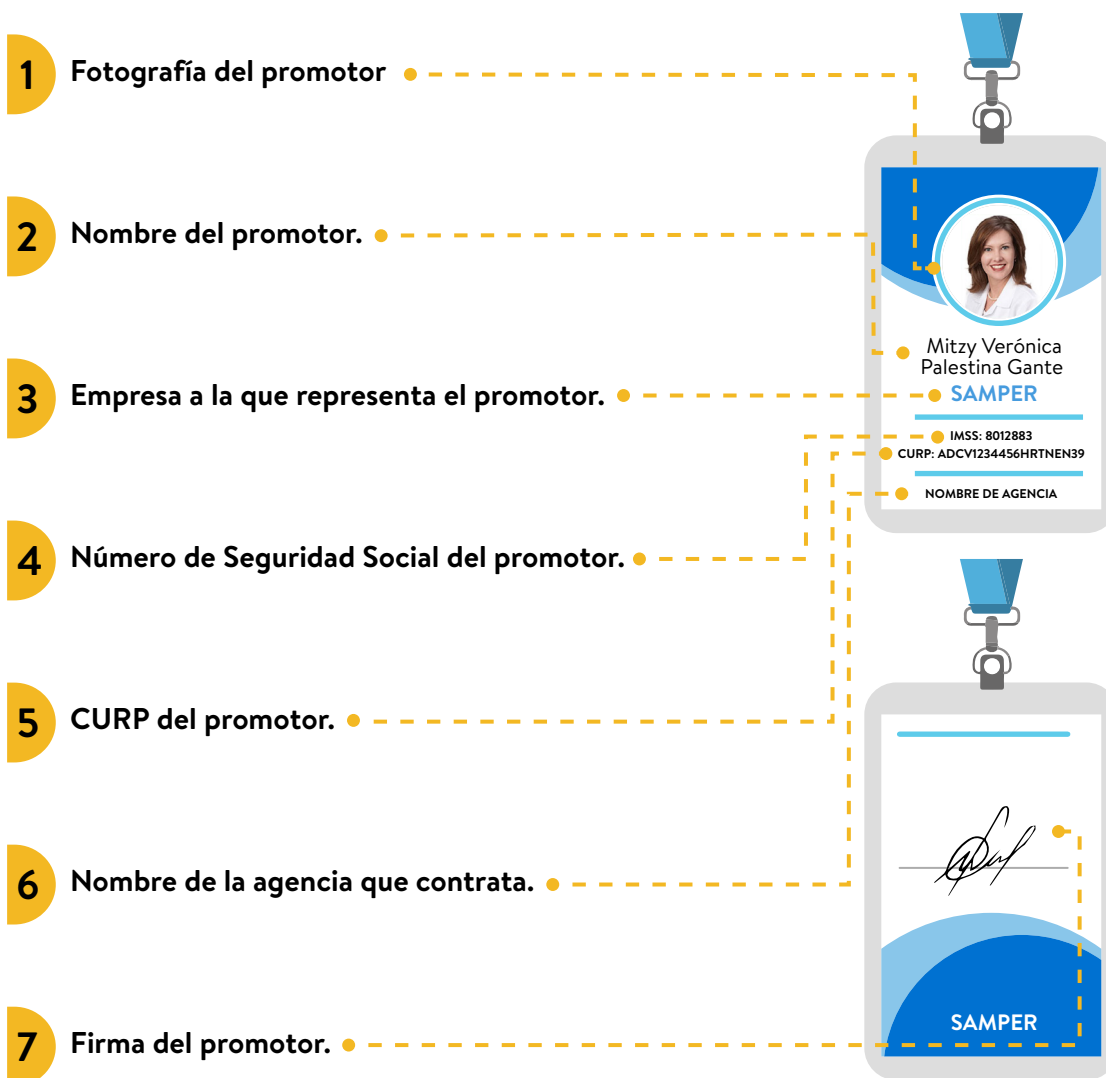 1 Fotografía del promotor
2 Nombre del promotor.
3 Empresa a la que representa el promotor.
4 Número de Seguridad Social del promotor.
5 CURP del promotor.
6 Nombre de la agencia que contrata.
7 Firma del promotor.
Mitzy Verónica
Palestina Gante
SAMPER
IMSS: 8012883
CURP: ADCV1234456HRTNEN39
NOMBRE DE AGENCIA
SAMPER